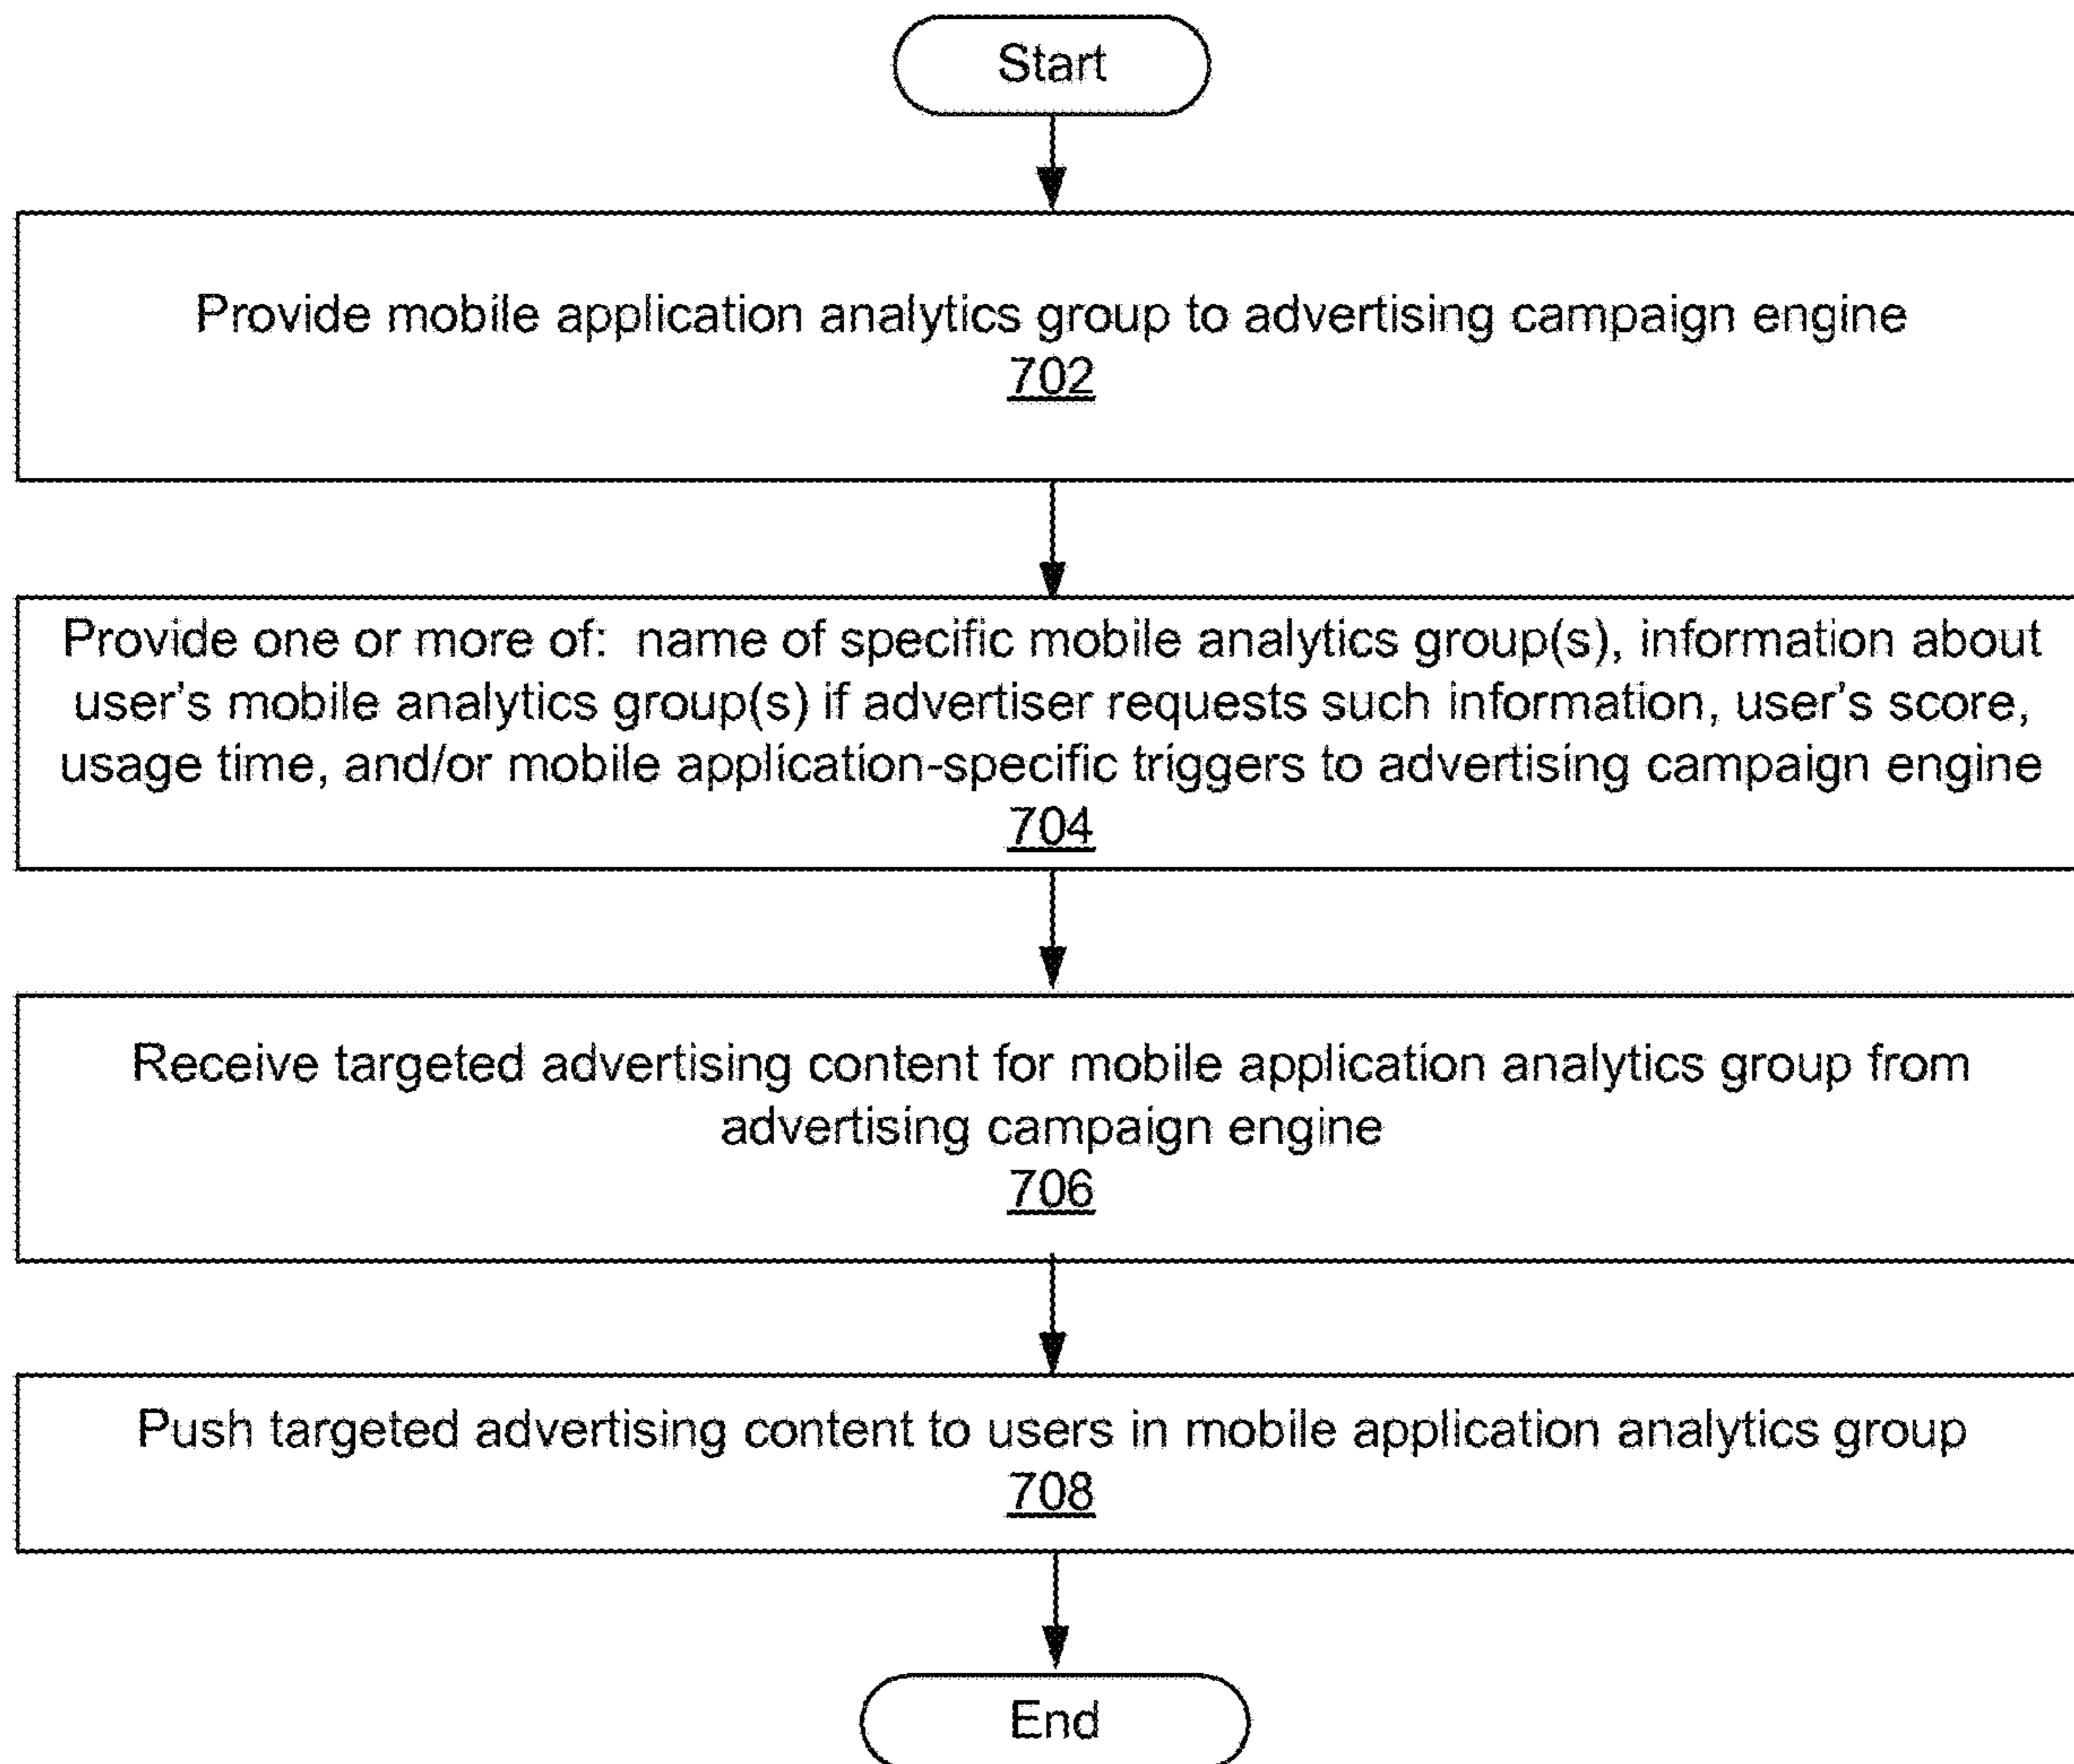 Start
Provide mobile application analytics group to advertising campaign engine
702
Provide one or more of: name of specific mobile analytics group(s), information about
user's mobile analytics group(s) if advertiser requests such information, user's score,
usage time, and/or mobile application-specific triggers to advertising campaign engine
704
Receive targeted advertising content for mobile application analytics group from
advertising campaign engine
706
Push targeted advertising content to users in mobile application analytics group
708
End